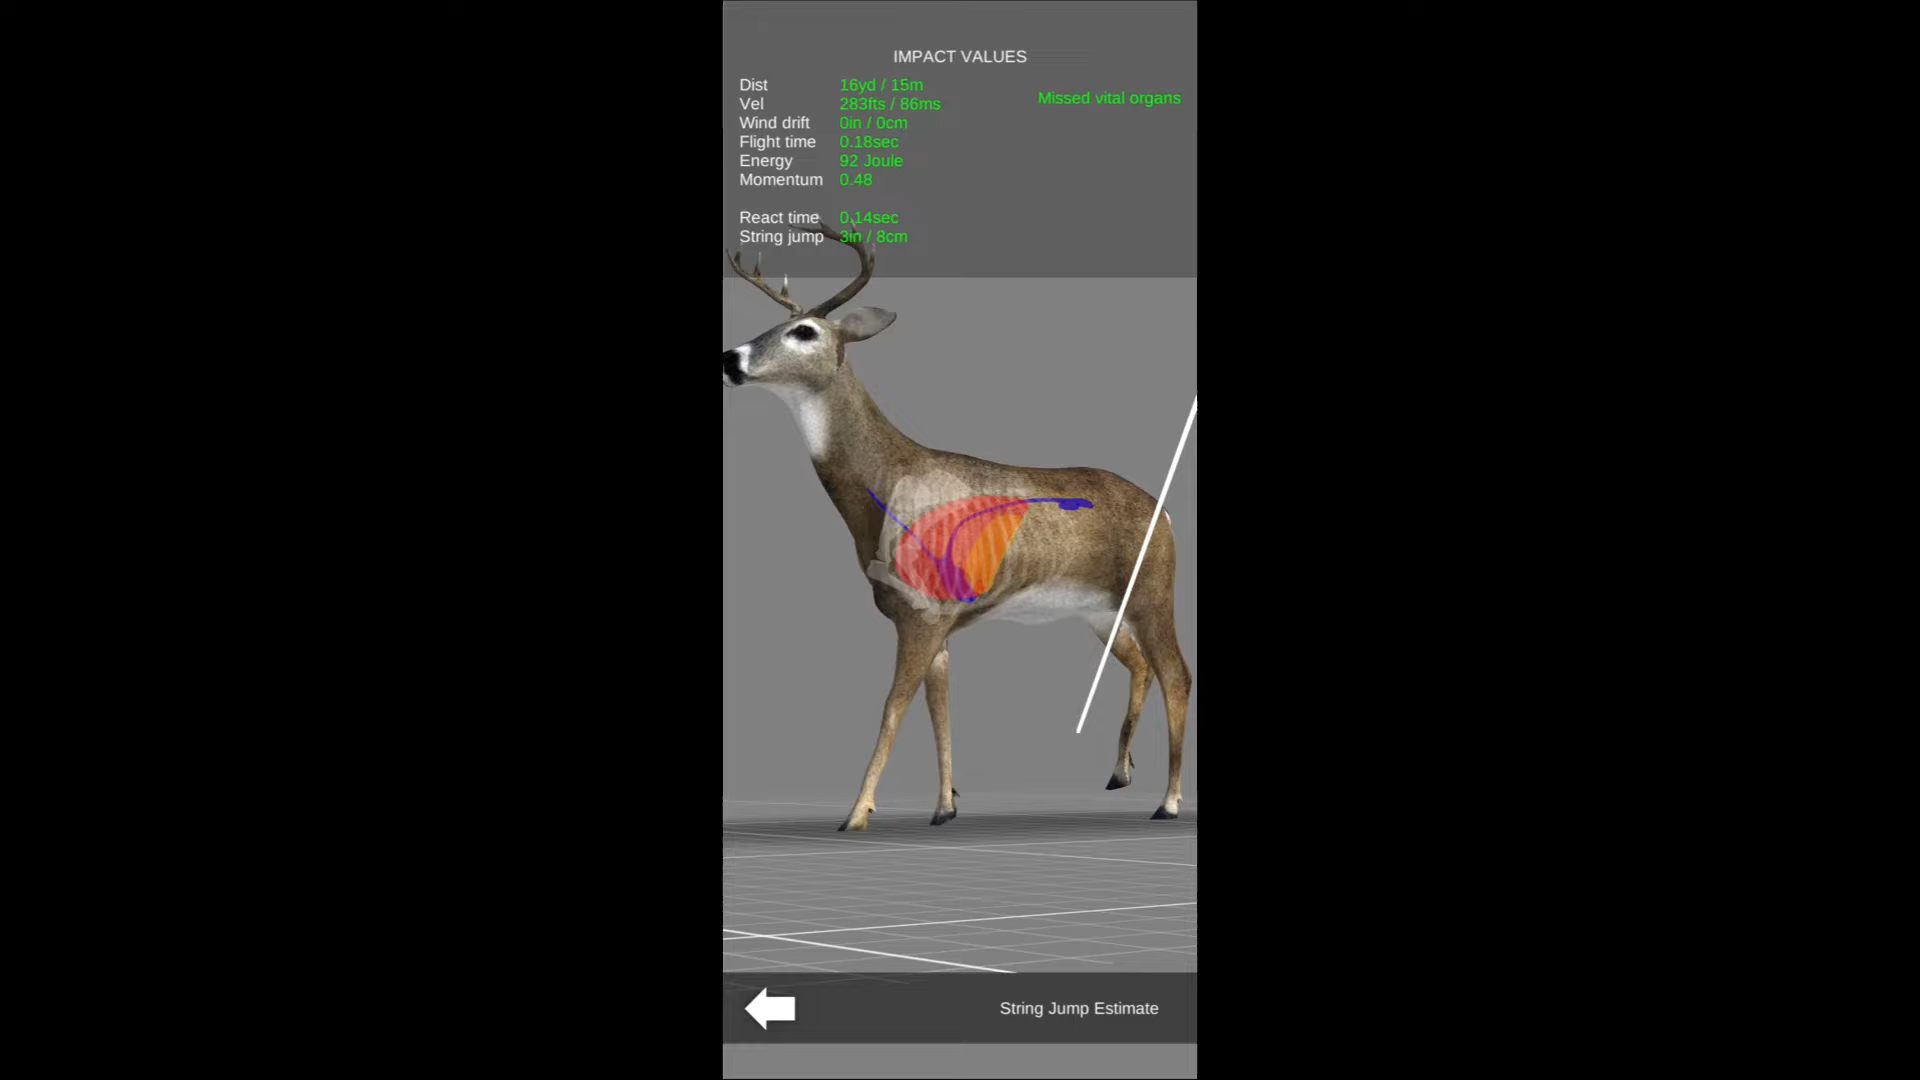 IMPACT VALUES
Dist 16yd / 15m
Missed vital organs
Vel 283fts / 86ms
Wind drift 0in / 0cm
Flight time 0.18sec
Energy 92 Joule
Momentum 0.48
React time 0.14sec
String jump 3in / 8cm
String Jump Estimate